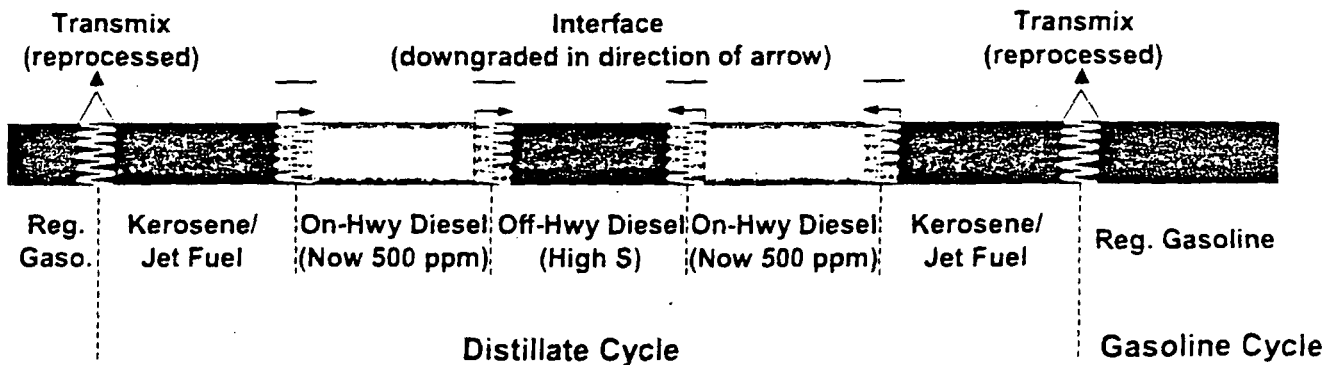 Transmix
(reprocessed)
Interface
(downgraded in direction of arrow)
Transmix
(reprocessed)
Reg.
Gaso.
Kerosene/
Jet Fuel
On-Hwy Diesel
(Now 500 ppm)
Off-Hwy Diesel
(High S)
On-Hwy Diesel
(Now 500 ppm)
Kerosene/
Jet Fuel
Reg. Gasoline
Distillate Cycle
Gasoline Cycle